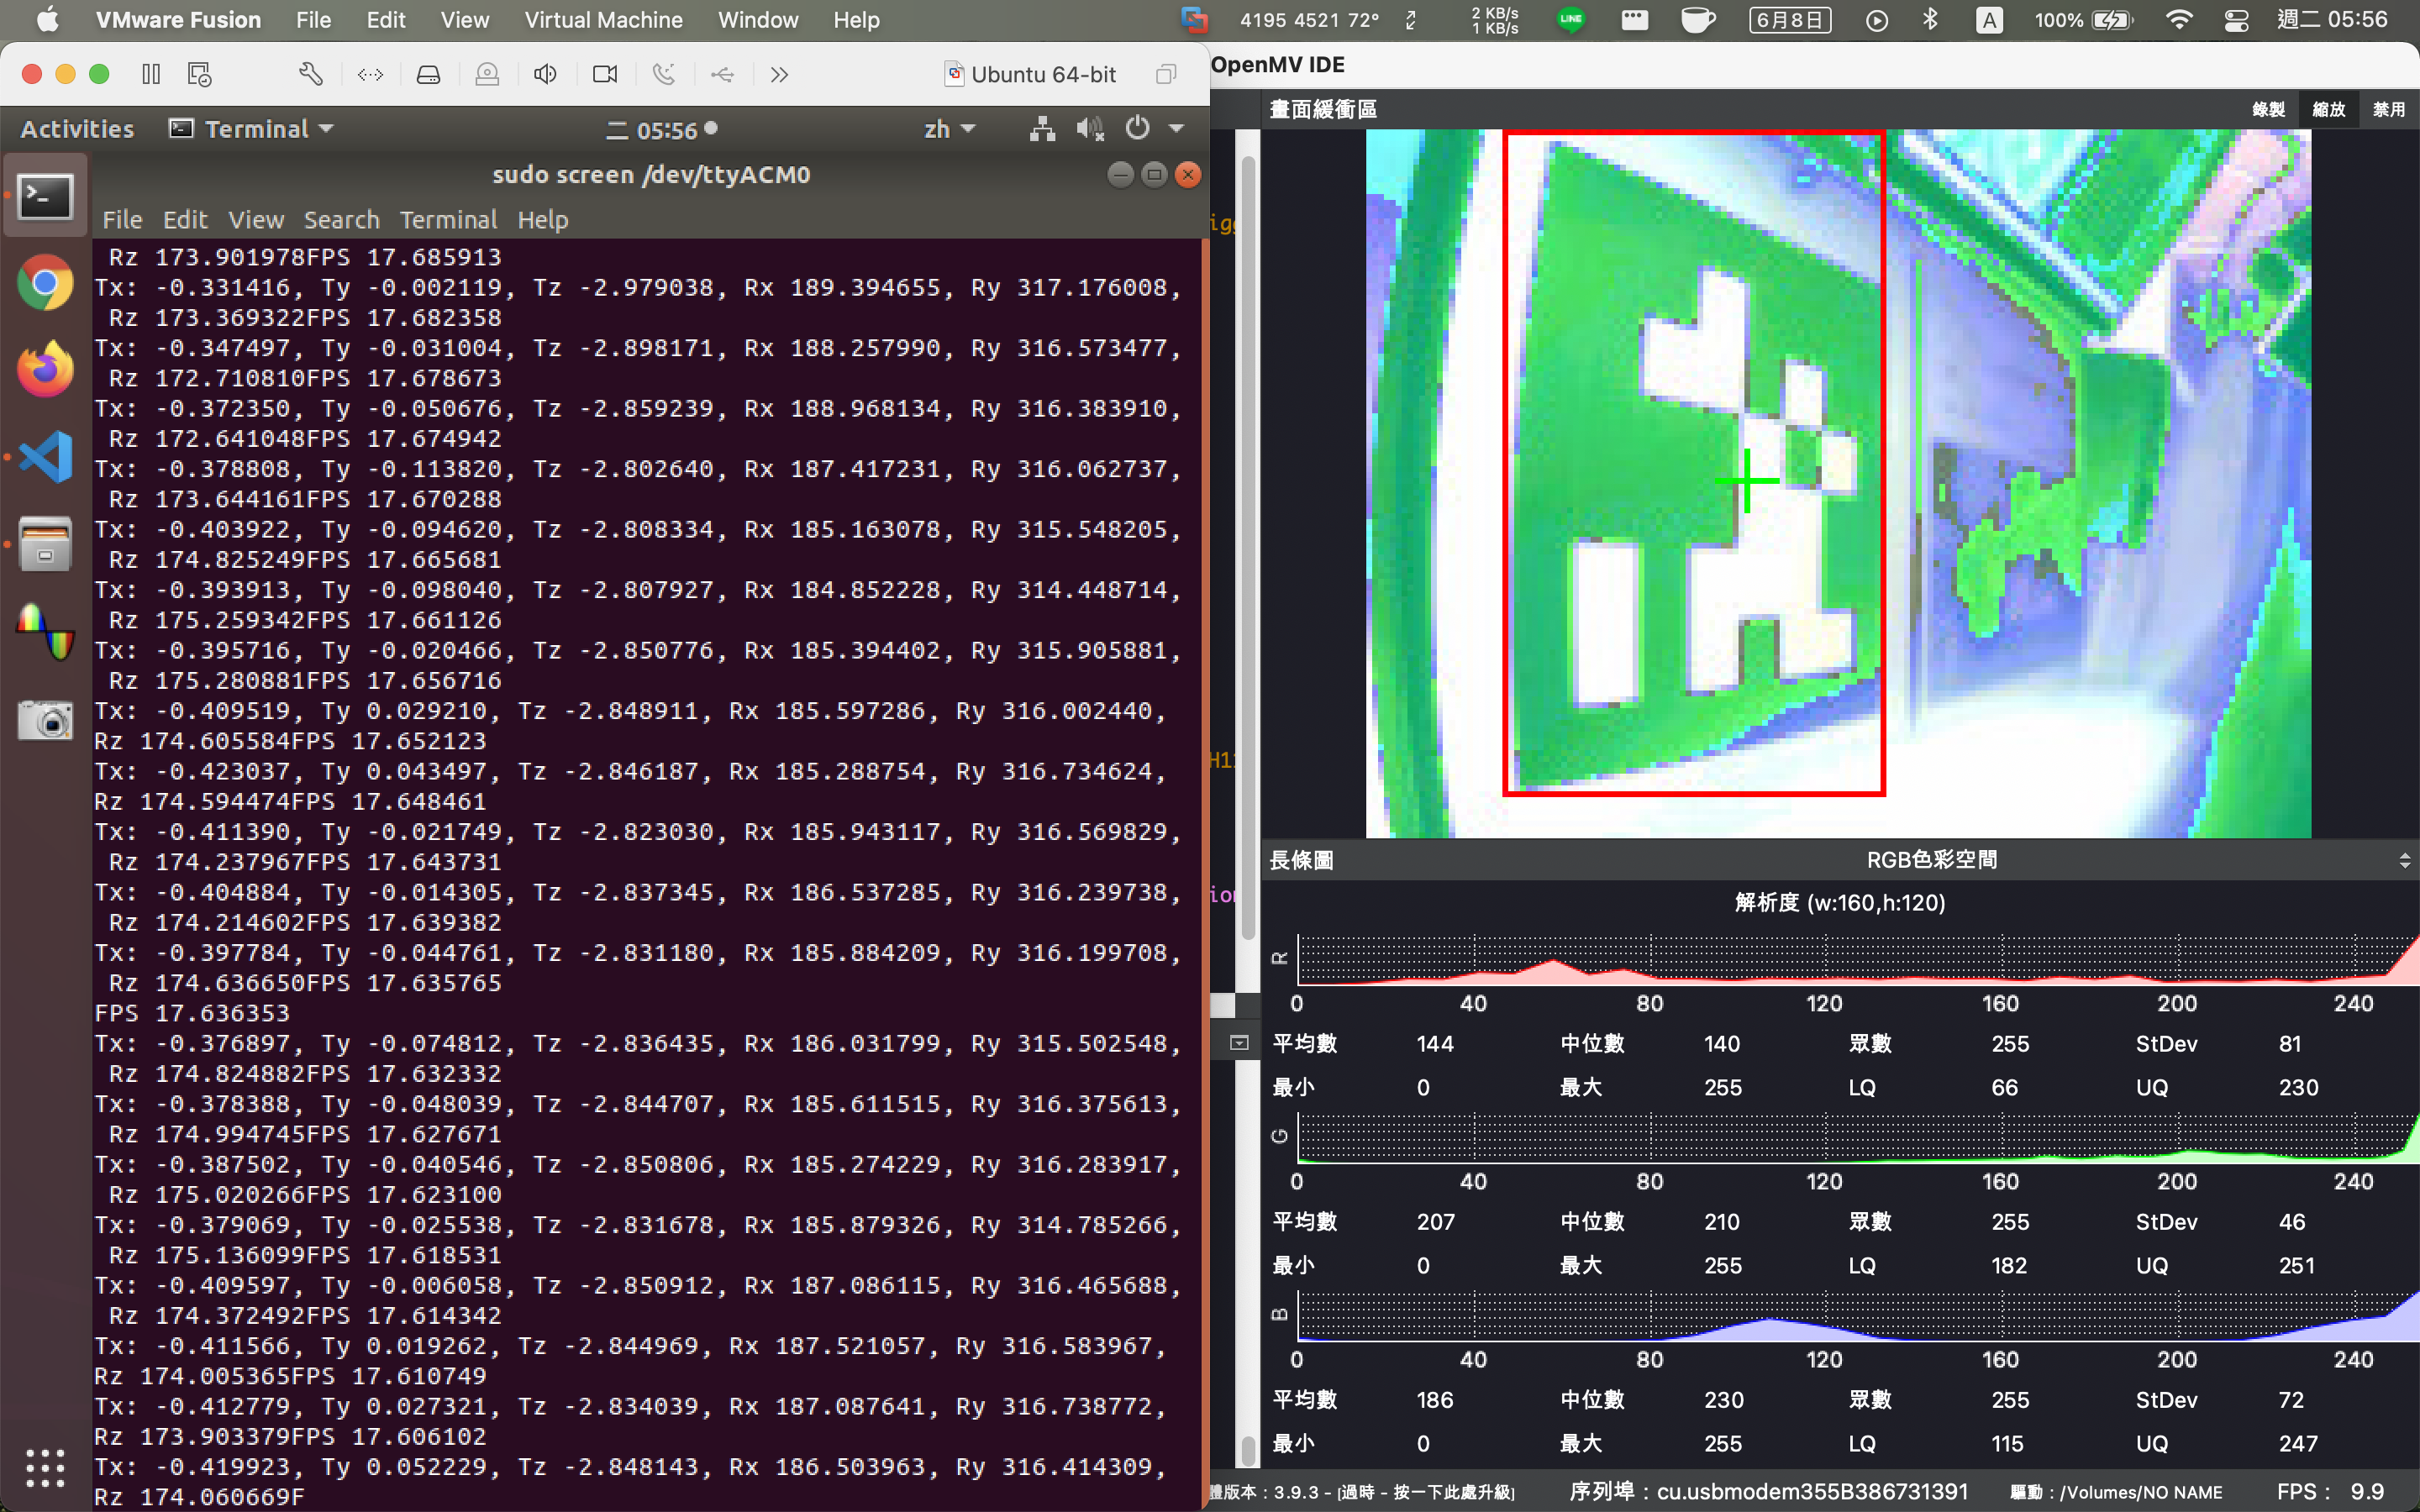 VMware Fusion File Edit View Virtual Machine Window Help
4195 4521 72°
2 KB/s
1 KB/s
LINE
6月8日
A
100%
週二 05:56
Ubuntu 64-bit
Activities
Terminal
二 05:56
zh
sudo screen /dev/ttyACM0
File Edit View Search Terminal Help
Rz 173.901978FPS 17.685913
Tx: -0.331416, Ty -0.002119, Tz -2.979038, Rx 189.394655, Ry 317.176008,
Rz 173.369322FPS 17.682358
Tx: -0.347497, Ty -0.031004, Tz -2.898171, Rx 188.257990, Ry 316.573477,
Rz 172.710810FPS 17.678673
Tx: -0.372350, Ty -0.050676, Tz -2.859239, Rx 188.968134, Ry 316.383910,
Rz 172.641048FPS 17.674942
Tx: -0.378808, Ty -0.113820, Tz -2.802640, Rx 187.417231, Ry 316.062737,
Rz 173.644161FPS 17.670288
Tx: -0.403922, Ty -0.094620, Tz -2.808334, Rx 185.163078, Ry 315.548205,
Rz 174.825249FPS 17.665681
Tx: -0.393913, Ty -0.098040, Tz -2.807927, Rx 184.852228, Ry 314.448714,
Rz 175.259342FPS 17.661126
Tx: -0.395716, Ty -0.020466, Tz -2.850776, Rx 185.394402, Ry 315.905881,
Rz 175.280881FPS 17.656716
Tx: -0.409519, Ty 0.029210, Tz -2.848911, Rx 185.597286, Ry 316.002440,
Rz 174.605584FPS 17.652123
Tx: -0.423037, Ty 0.043497, Tz -2.846187, Rx 185.288754, Ry 316.734624,
Rz 174.594474FPS 17.648461
Tx: -0.411390, Ty -0.021749, Tz -2.823030, Rx 185.943117, Ry 316.569829,
Rz 174.237967FPS 17.643731
Tx: -0.404884, Ty -0.014305, Tz -2.837345, Rx 186.537285, Ry 316.239738,
Rz 174.214602FPS 17.639382
Tx: -0.397784, Ty -0.044761, Tz -2.831180, Rx 185.884209, Ry 316.199708,
Rz 174.636650FPS 17.635765
FPS 17.636353
Tx: -0.376897, Ty -0.074812, Tz -2.836435, Rx 186.031799, Ry 315.502548,
Rz 174.824882FPS 17.632332
Tx: -0.378388, Ty -0.048039, Tz -2.844707, Rx 185.611515, Ry 316.375613,
Rz 174.994745FPS 17.627671
Tx: -0.387502, Ty -0.040546, Tz -2.850806, Rx 185.274229, Ry 316.283917,
Rz 175.020266FPS 17.623100
Tx: -0.379069, Ty -0.025538, Tz -2.831678, Rx 185.879326, Ry 314.785266,
Rz 175.136099FPS 17.618531
Tx: -0.409597, Ty -0.006058, Tz -2.850912, Rx 187.086115, Ry 316.465688,
Rz 174.372492FPS 17.614342
Tx: -0.411566, Ty 0.019262, Tz -2.844969, Rx 187.521057, Ry 316.583967,
Rz 174.005365FPS 17.610749
Tx: -0.412779, Ty 0.027321, Tz -2.834039, Rx 187.087641, Ry 316.738772,
Rz 173.903379FPS 17.606102
Tx: -0.419923, Ty 0.052229, Tz -2.848143, Rx 186.503963, Ry 316.414309,
Rz 174.060669F
OpenMV IDE
畫面緩衝區
錄製 縮放 禁用
長條圖
RGB色彩空間
解析度 (w:160,h:120)
R
0 40 80 120 160 200 240
平均數 144 中位數 140 眾數 255 StDev 81
最小 0 最大 255 LQ 66 UQ 230
G
0 40 80 120 160 200 240
平均數 207 中位數 210 眾數 255 StDev 46
最小 0 最大 255 LQ 182 UQ 251
B
0 40 80 120 160 200 240
平均數 186 中位數 230 眾數 255 StDev 72
最小 0 最大 255 LQ 115 UQ 247
體版本：3.9.3 - [過時 - 按一下此處升級]
序列埠：cu.usbmodem355B386731391
驅動：/Volumes/NO NAME
FPS： 9.9